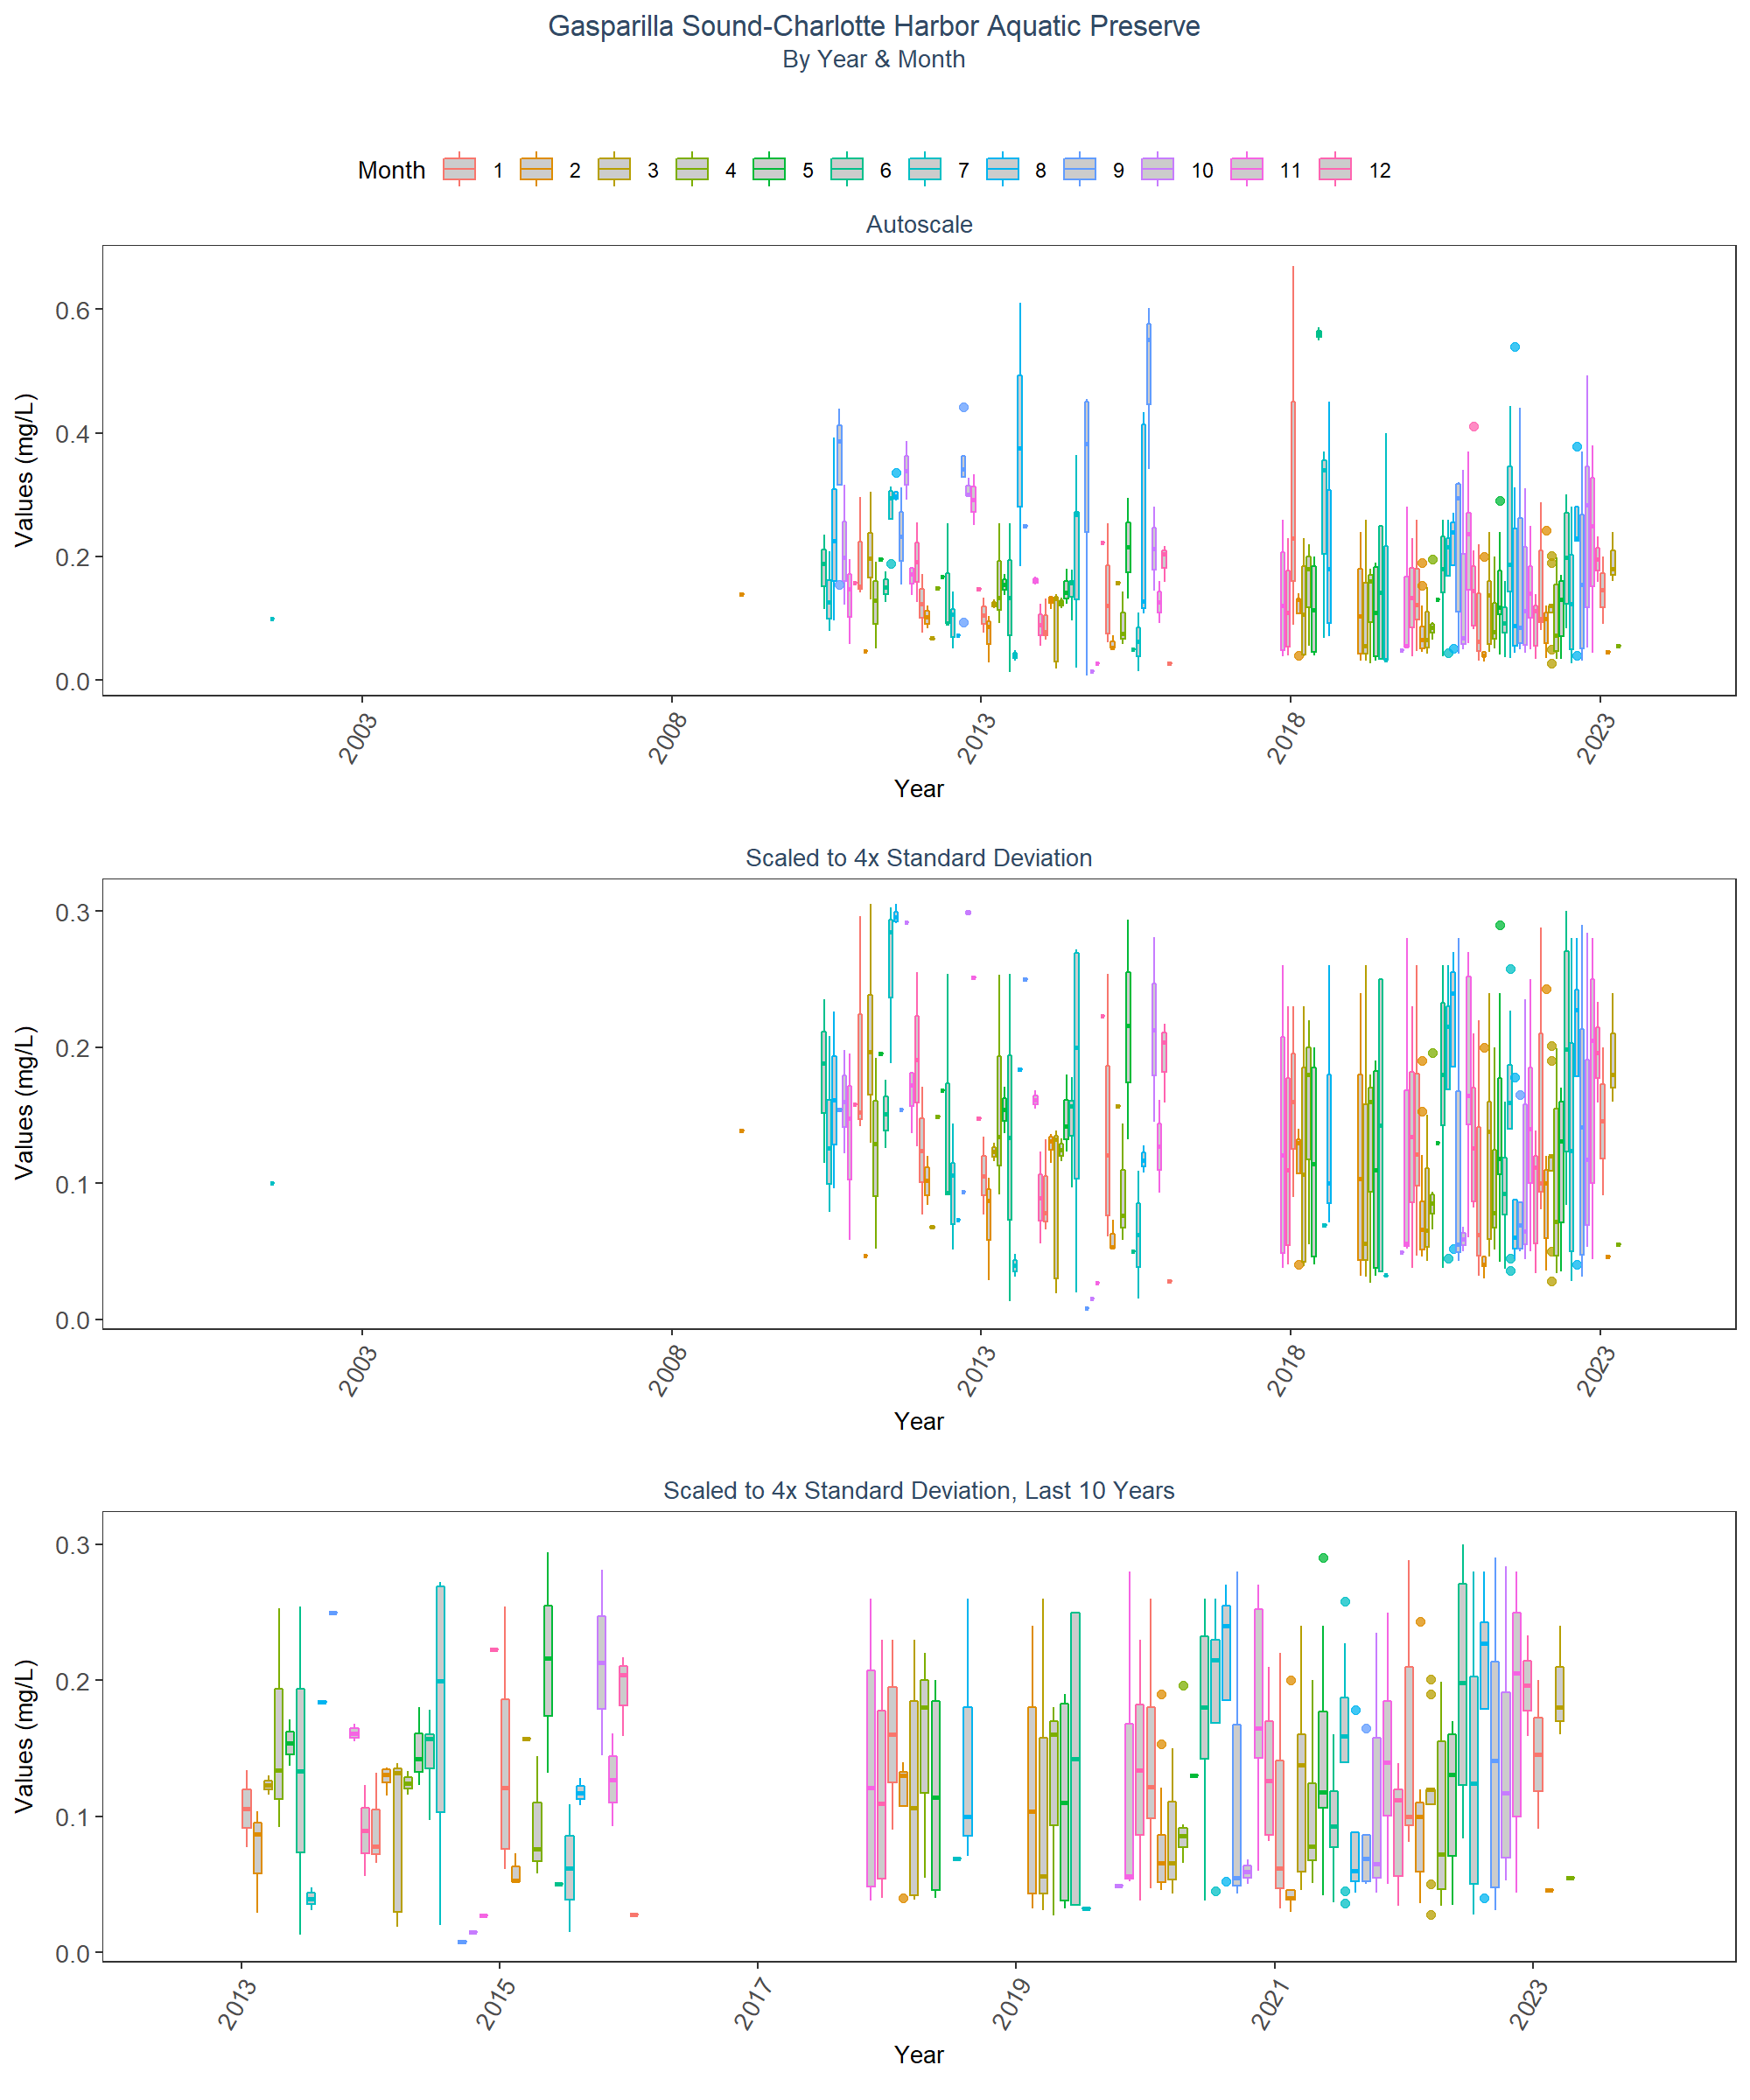 Gasparilla Sound-Charlotte Harbor Aquatic Preserve
By Year & Month
Month 1 2 3 4 5 6 7 8 9 10 11 12
Autoscale
Values (mg/L)
0.6
0.4
0.2
0.0
2003 2008 2013 2018 2023
Year
Scaled to 4x Standard Deviation
Values (mg/L)
0.3
0.2
0.1
0.0
2003 2008 2013 2018 2023
Year
Scaled to 4x Standard Deviation, Last 10 Years
Values (mg/L)
0.3
0.2
0.1
0.0
2013 2015 2017 2019 2021 2023
Year